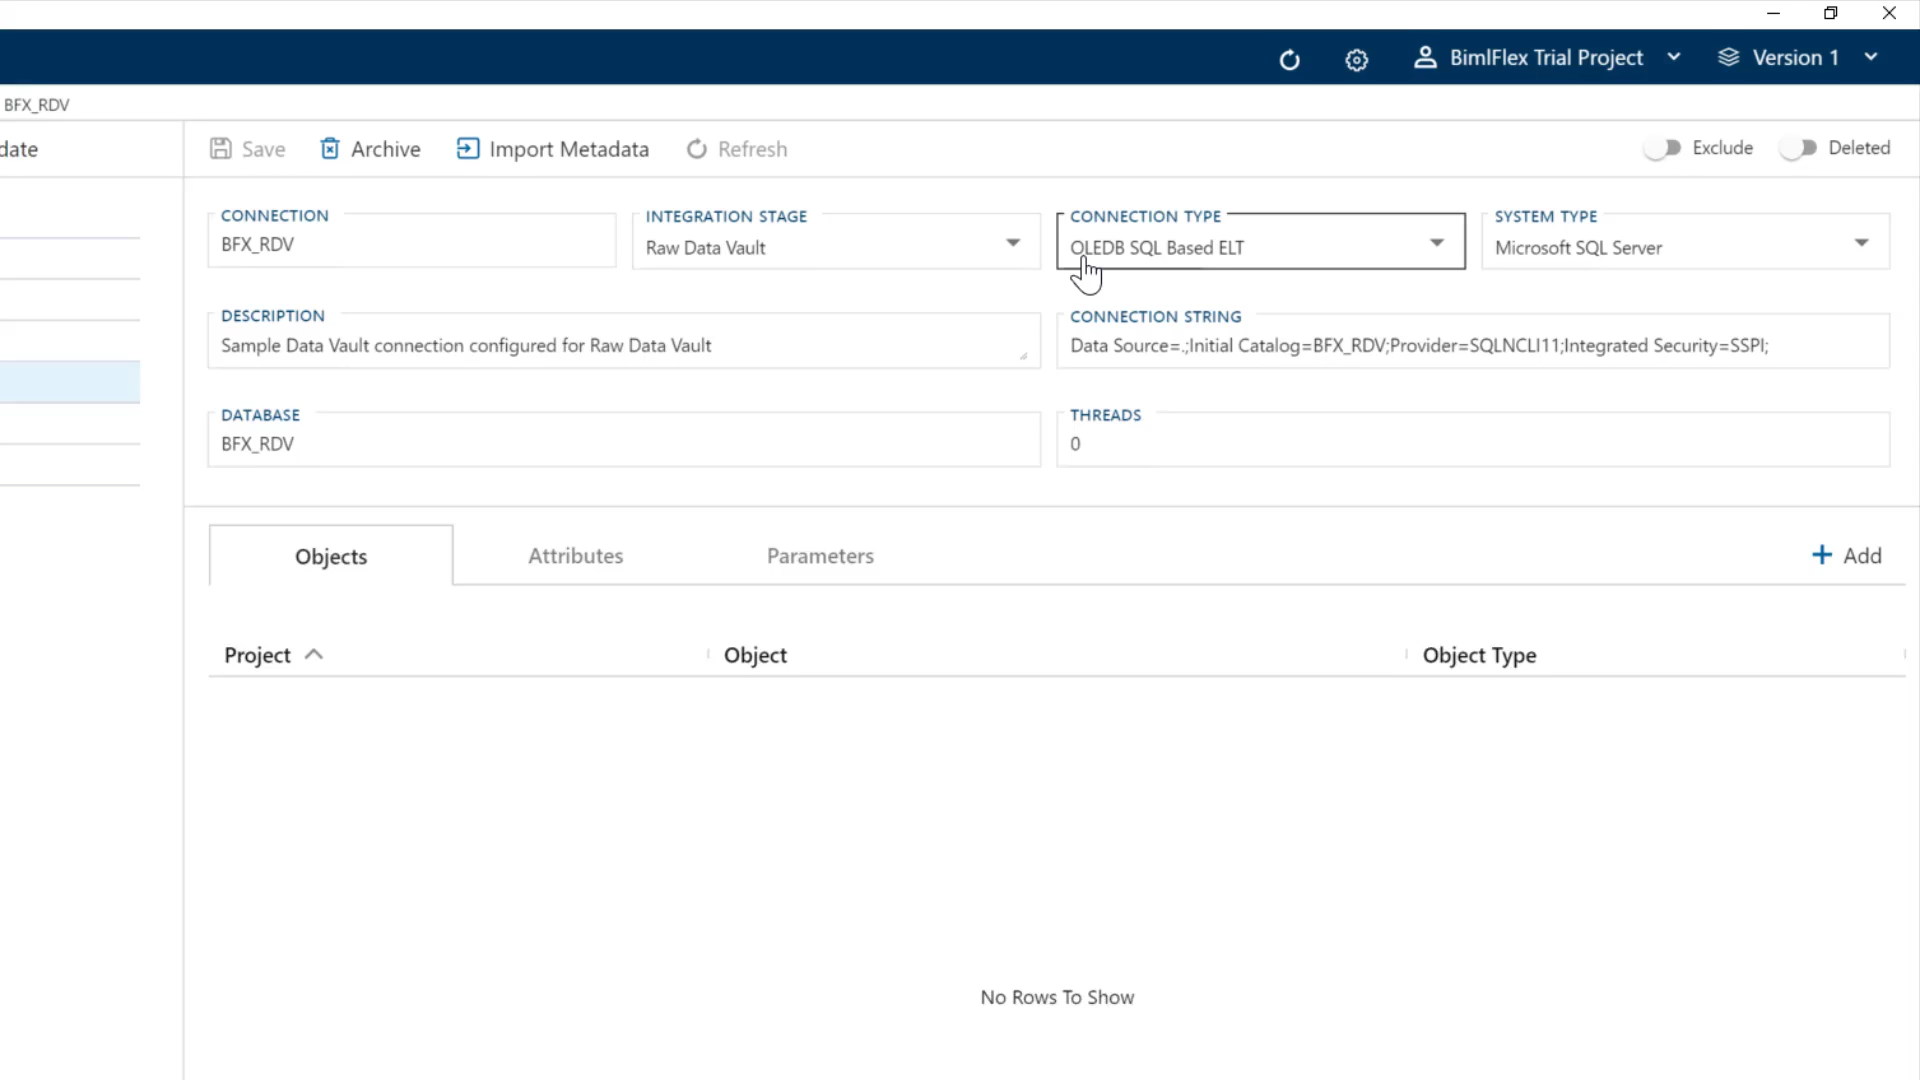 BimlFlex Trial Project Version 1
BFX_RDV
date
Save Archive Import Metadata Refresh Exclude Deleted
CONNECTION INTEGRATION STAGE CONNECTION TYPE SYSTEM TYPE
BFX_RDV Raw Data Vault OLEDB SQL Based ELT Microsoft SQL Server
DESCRIPTION CONNECTION STRING
Sample Data Vault connection configured for Raw Data Vault Data Source=.;Initial Catalog=BFX_RDV;Provider=SQLNCLI11;Integrated Security=SSPI;
DATABASE THREADS
BFX_RDV 0
Objects Attributes Parameters + Add
Project Object Object Type
No Rows To Show